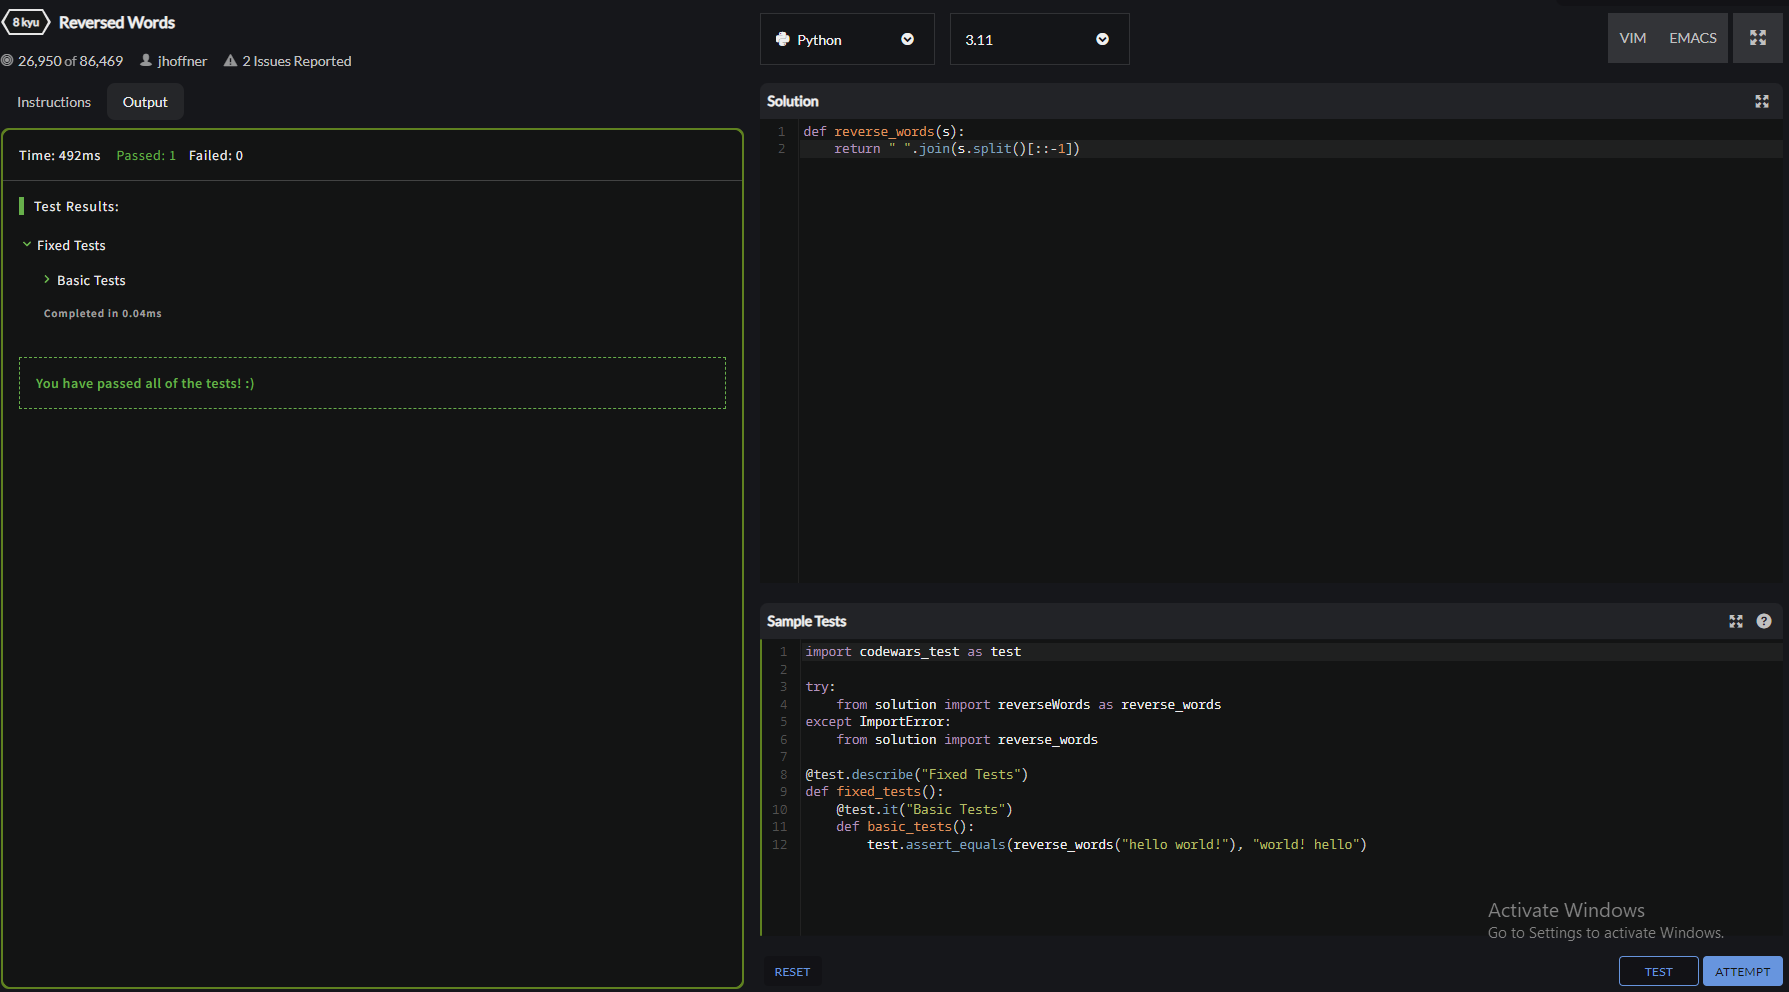 8 kyu Reversed Words
26,950 of 86,469 jhoffner 2 Issues Reported
Instructions Output
Time: 492ms Passed: 1 Failed: 0
Test Results:
Fixed Tests
Basic Tests
Completed in 0.04ms
You have passed all of the tests! :)
Python 3.11 VIM EMACS
Solution
1 def reverse_words(s):
2     return " ".join(s.split()[::-1])
Sample Tests ?
1 import codewars_test as test
2
3 try:
4     from solution import reverseWords as reverse_words
5 except ImportError:
6     from solution import reverse_words
7
8 @test.describe("Fixed Tests")
9 def fixed_tests():
10     @test.it("Basic Tests")
11     def basic_tests():
12         test.assert_equals(reverse_words("hello world!"), "world! hello")
Activate Windows
Go to Settings to activate Windows.
RESET TEST ATTEMPT